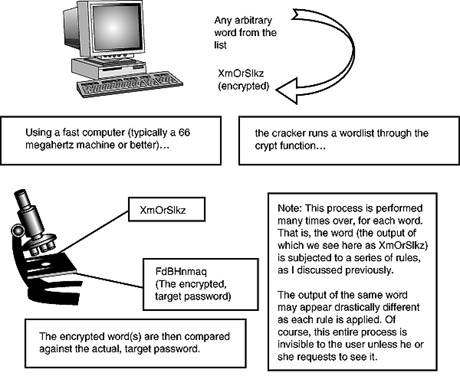 Any arbitrary
word from the
list
XmOrSlkz
(encrypted)
Using a fast computer (typically a 66
megahertz machine or better)...
the cracker runs a wordlist through the
crypt function...
XmOrSlkz
FdBHnmaq
(The encrypted,
target password)
The encrypted word(s) are then compared
against the actual, target password.
Note: This process is performed
many times over, for each word.
That is, the word (the output of
which we see here as XmOrSlkz)
is subjected to a series of rules,
as I discussed previously.
The output of the same word
may appear drastically different
as each rule is applied. Of
course, this entire process is
invisible to the user unless he or
she requests to see it.